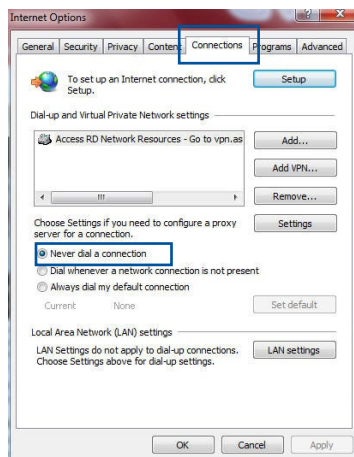 Internet Options
General Security Privacy Content Connections Programs Advanced
To set up an Internet connection, click
Setup.
Setup
Dial-up and Virtual Private Network settings
Access RD Network Resources - Go to vpn.as
Add...
Add VPN...
Remove...
Choose Settings if you need to configure a proxy
server for a connection.
Settings
Never dial a connection
Dial whenever a network connection is not present
Always dial my default connection
Current None Set default
Local Area Network (LAN) settings
LAN Settings do not apply to dial-up connections.
Choose Settings above for dial-up settings.
LAN settings
OK Cancel Apply